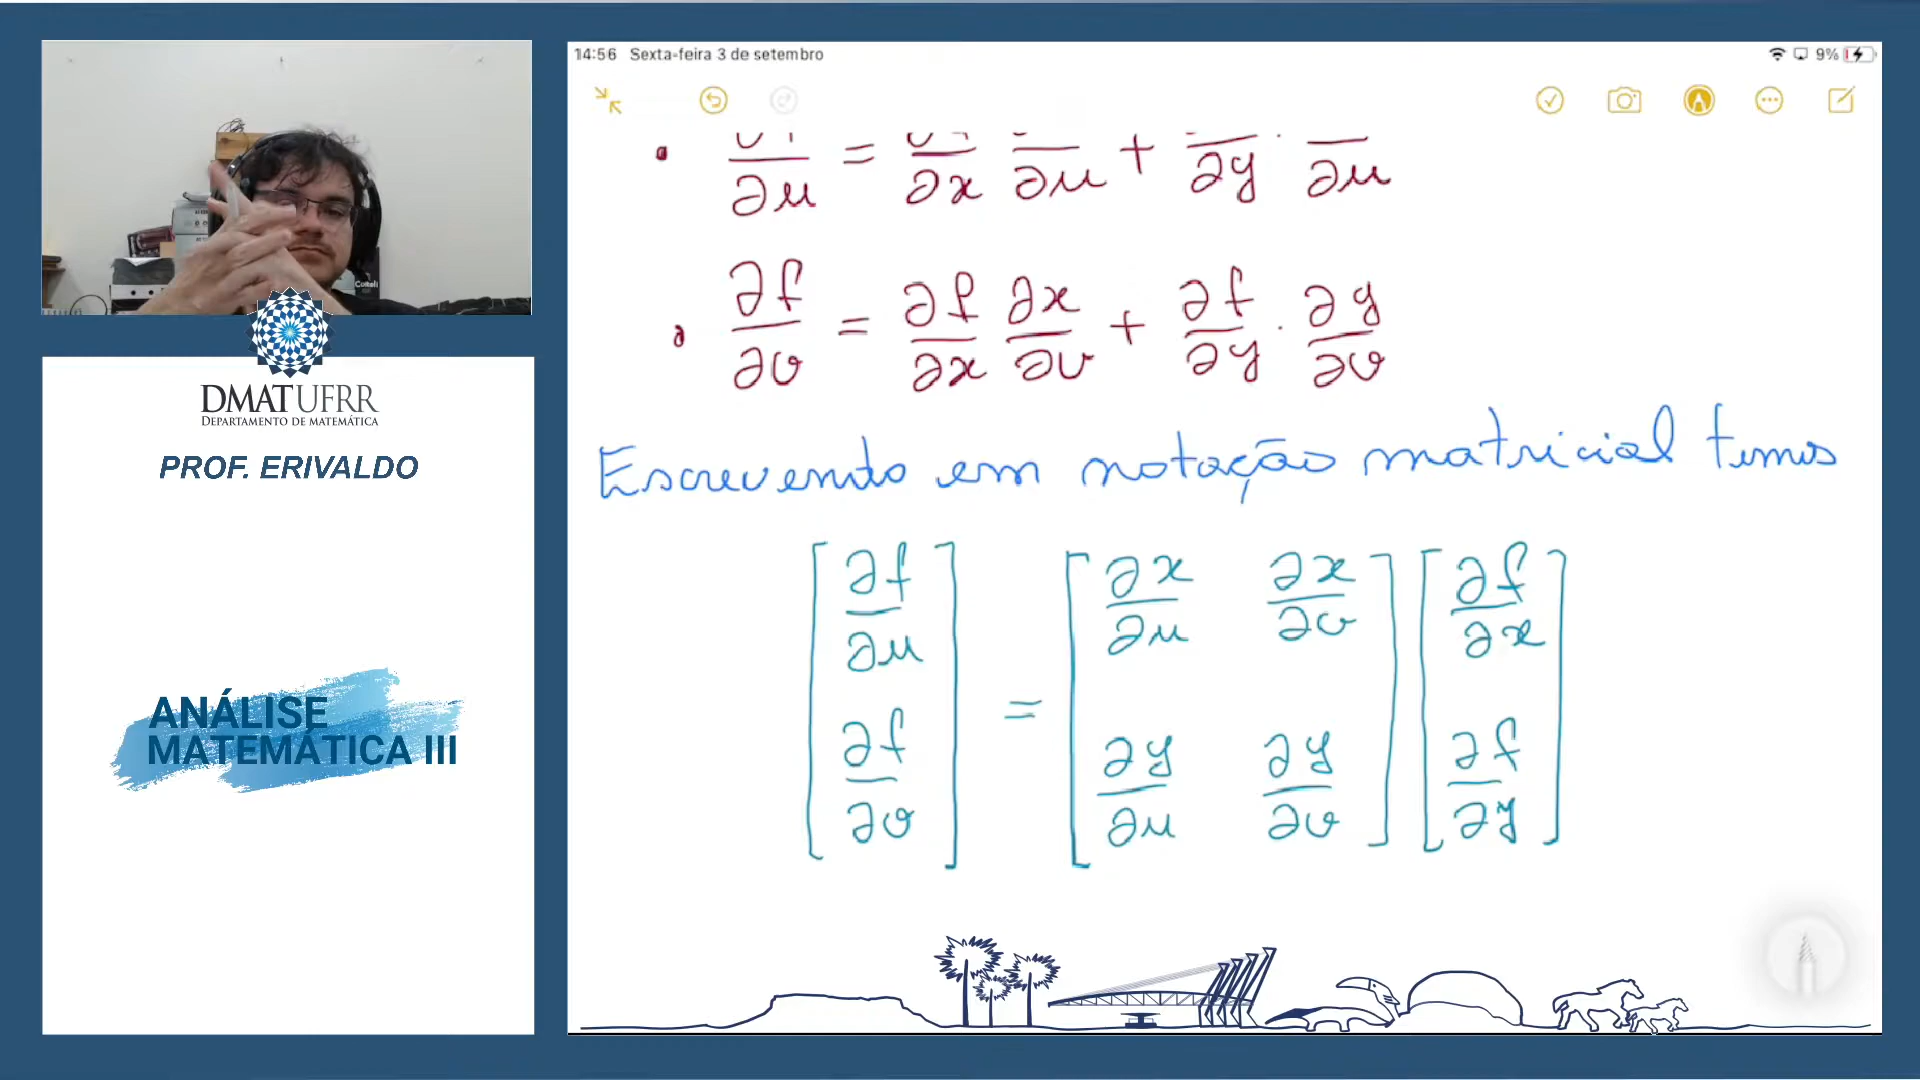 14:56 Sexta-feira 3 de setembro 9%
∂f/∂u = ∂f/∂x ∂x/∂u + ∂f/∂y · ∂y/∂u
∂f/∂v = ∂f/∂x ∂x/∂v + ∂f/∂y · ∂y/∂v
Escrevendo em notação matricial temos
[∂f/∂u ; ∂f/∂v] = [∂x/∂u ∂x/∂v ; ∂y/∂u ∂y/∂v] [∂f/∂x ; ∂f/∂y]
DMATUFRR
DEPARTAMENTO DE MATEMÁTICA
PROF. ERIVALDO
ANÁLISE
MATEMÁTICA III